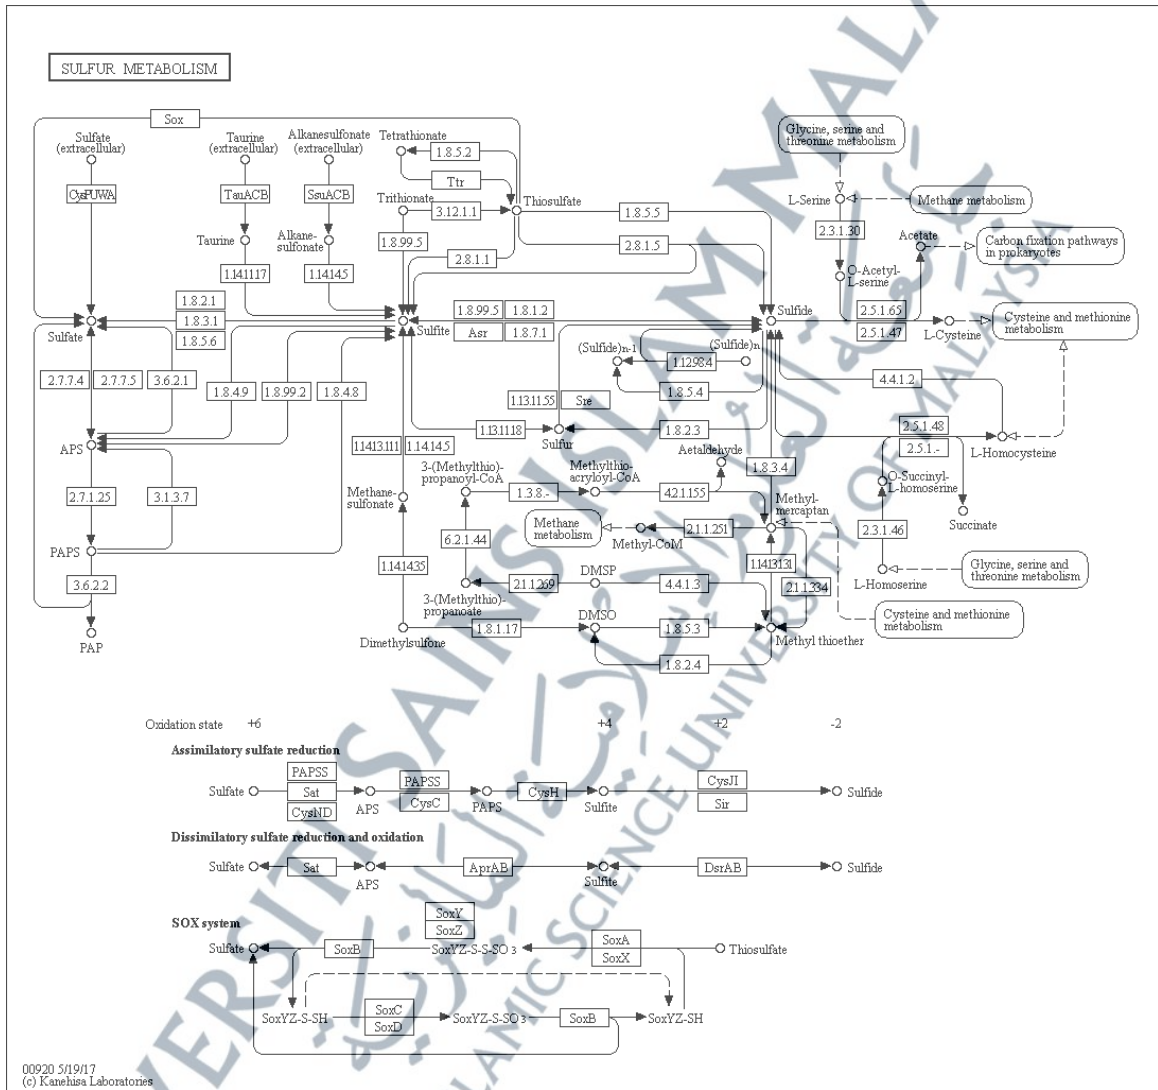 SULFUR METABOLISM
Sox
Sulfate
(extracellular)
Taurine
(extracellular)
Alkanesulfonate
(extracellular)
Tetrathionate
1.8.5.2
Ttr
Glycine, serine and
threonine metabolism
CysPUWA
TauACB
SsuACB
Trithionate
3.12.1.1
Thiosulfate
1.8.5.5
L-Serine
Methane metabolism
Taurine
Alkane-
sulfonate
1.8.99.5
2.8.1.1
2.8.1.5
2.3.1.30
Acetate
Carbon fixation pathways
in prokaryotes
1.14.11.17
1.14.14.5
O-Acetyl-
L-serine
1.8.2.1
1.8.3.1
1.8.5.6
Sulfate
Sulfite
1.8.99.5
1.8.1.2
Asr
1.8.7.1
Sulfide
2.5.1.65
2.5.1.47
L-Cysteine
Cysteine and methionine
metabolism
(Sulfide)n-1
(Sulfide)n
1.12.98.4
2.7.7.4
2.7.7.5
3.6.2.1
1.8.4.9
1.8.99.2
1.8.4.8
1.8.5.4
4.4.1.2
1.13.11.55
Sre
1.13.11.18
Sulfur
1.8.2.3
APS
1.14.13.111
1.14.14.5
Aetaldehyde
2.5.1.48
2.5.1.-
L-Homocysteine
3-(Methylthio)-
propanoyl-CoA
1.3.8.-
Methylthio-
acryloyl-CoA
4.2.1.155
1.8.3.4
O-Succinyl-
L-homoserine
Succinate
2.7.1.25
3.1.3.7
Methane-
sulfonate
Methyl-
mercaptan
Methane
metabolism
Methyl-CoM
2.1.1.251
2.3.1.46
PAPS
6.2.1.44
1.14.14.35
3.6.2.2
2.1.1.269
DMSP
4.4.1.3
1.14.13.131
2.1.1.334
L-Homoserine
Glycine, serine and
threonine metabolism
3-(Methylthio)-
propanoate
DMSO
Cysteine and methionine
metabolism
PAP
Dimethylsulfone
1.8.1.17
1.8.5.3
Methyl thioether
1.8.2.4
Oxidation state +6 +4 +2 -2
Assimilatory sulfate reduction
Sulfate
PAPSS
Sat
CysND
APS
PAPSS
CysC
PAPS
CysH
Sulfite
CysJI
Sir
Sulfide
Dissimilatory sulfate reduction and oxidation
Sulfate
Sat
APS
AprAB
Sulfite
DsrAB
Sulfide
SOX system
Sulfate
SoxB
SoxY
SoxZ
SoxYZ-S-S-SO3
SoxA
SoxX
Thiosulfate
SoxYZ-S-SH
SoxC
SoxD
SoxYZ-S-SO3
SoxB
SoxYZ-SH
00920 5/19/17
(c) Kanehisa Laboratories
VERSITI SAINS ISLAM MALA
AMIC SCIENCE UNIVERSITY OF MALAYSIA